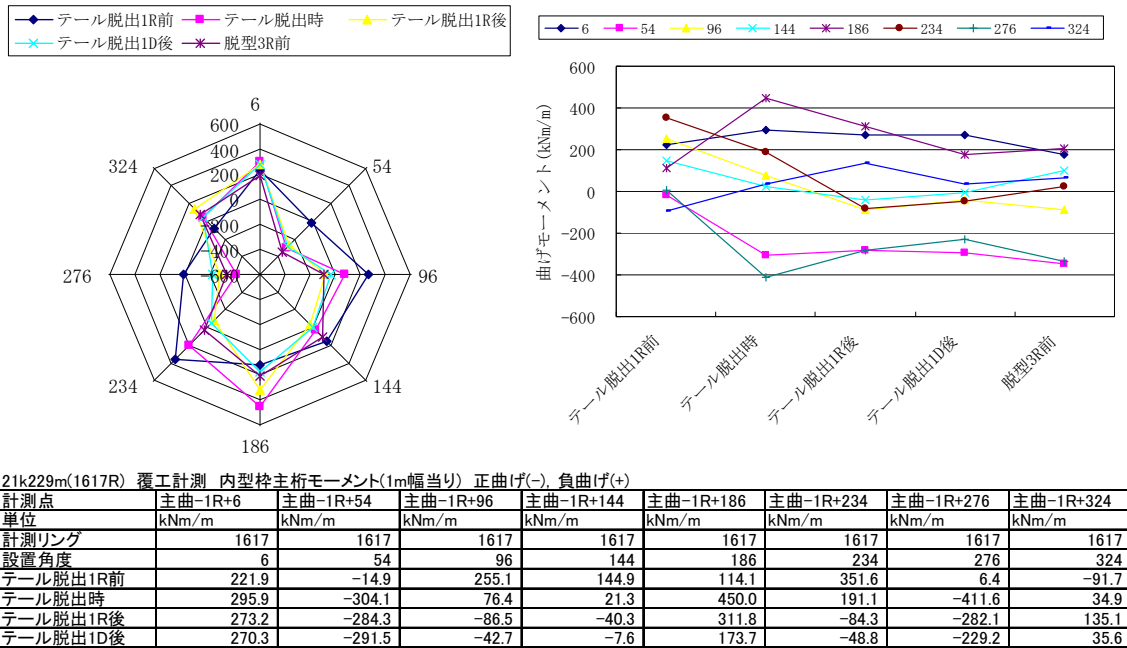 テール脱出1R前 テール脱出時 テール脱出1R後
テール脱出1D後 脱型3R前
6
54
96
144
186
234
276
324
600
400
200
0
-200
-400
-600
6 54 96 144 186 234 276 324
曲げモーメント(kNm/m)
600
400
200
0
-200
-400
-600
テール脱出1R前
テール脱出時
テール脱出1R後
テール脱出1D後
脱型3R前
21k229m(1617R) 覆工計測 内型枠主桁モーメント(1m幅当り) 正曲げ(-), 負曲げ(+)
計測点 主曲-1R+6 主曲-1R+54 主曲-1R+96 主曲-1R+144 主曲-1R+186 主曲-1R+234 主曲-1R+276 主曲-1R+324
単位 kNm/m kNm/m kNm/m kNm/m kNm/m kNm/m kNm/m kNm/m
計測リング 1617 1617 1617 1617 1617 1617 1617 1617
設置角度 6 54 96 144 186 234 276 324
テール脱出1R前 221.9 -14.9 255.1 144.9 114.1 351.6 6.4 -91.7
テール脱出時 295.9 -304.1 76.4 21.3 450.0 191.1 -411.6 34.9
テール脱出1R後 273.2 -284.3 -86.5 -40.3 311.8 -84.3 -282.1 135.1
テール脱出1D後 270.3 -291.5 -42.7 -7.6 173.7 -48.8 -229.2 35.6